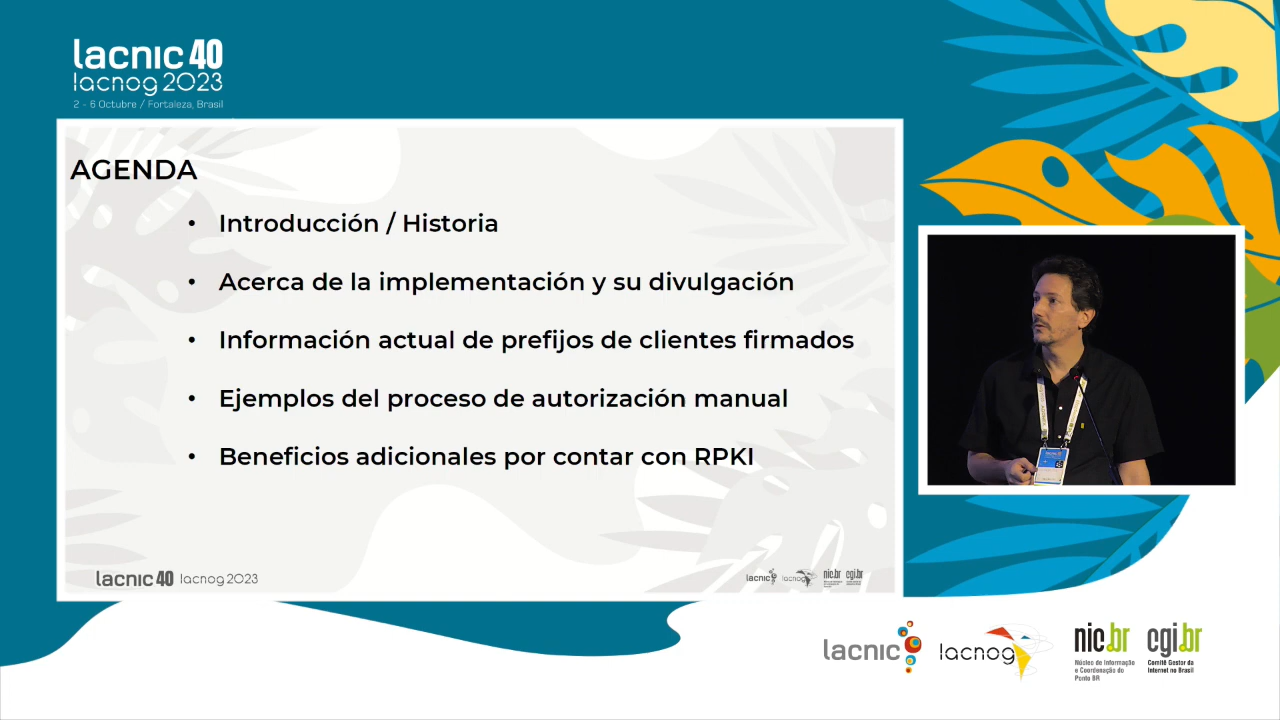 lacnic 40
lacnog 2023
2 - 6 Octubre / Fortaleza, Brasil
AGENDA
• Introducción / Historia
• Acerca de la implementación y su divulgación
• Información actual de prefijos de clientes firmados
• Ejemplos del proceso de autorización manual
• Beneficios adicionales por contar con RPKI
lacnic 40 lacnog 2023
lacnic lacnog nic.br cgi.br
lacnic lacnog nic.br cgi.br
Núcleo de Informação
e Coordenação do
Ponto BR
Comitê Gestor da
Internet no Brasil